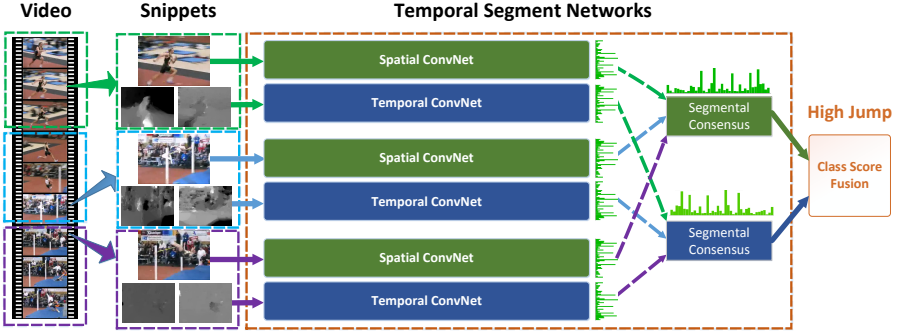 Video
Snippets
Temporal Segment Networks
Spatial ConvNet
Temporal ConvNet
Spatial ConvNet
Temporal ConvNet
Spatial ConvNet
Temporal ConvNet
Segmental
Consensus
Segmental
Consensus
High Jump
Class Score
Fusion